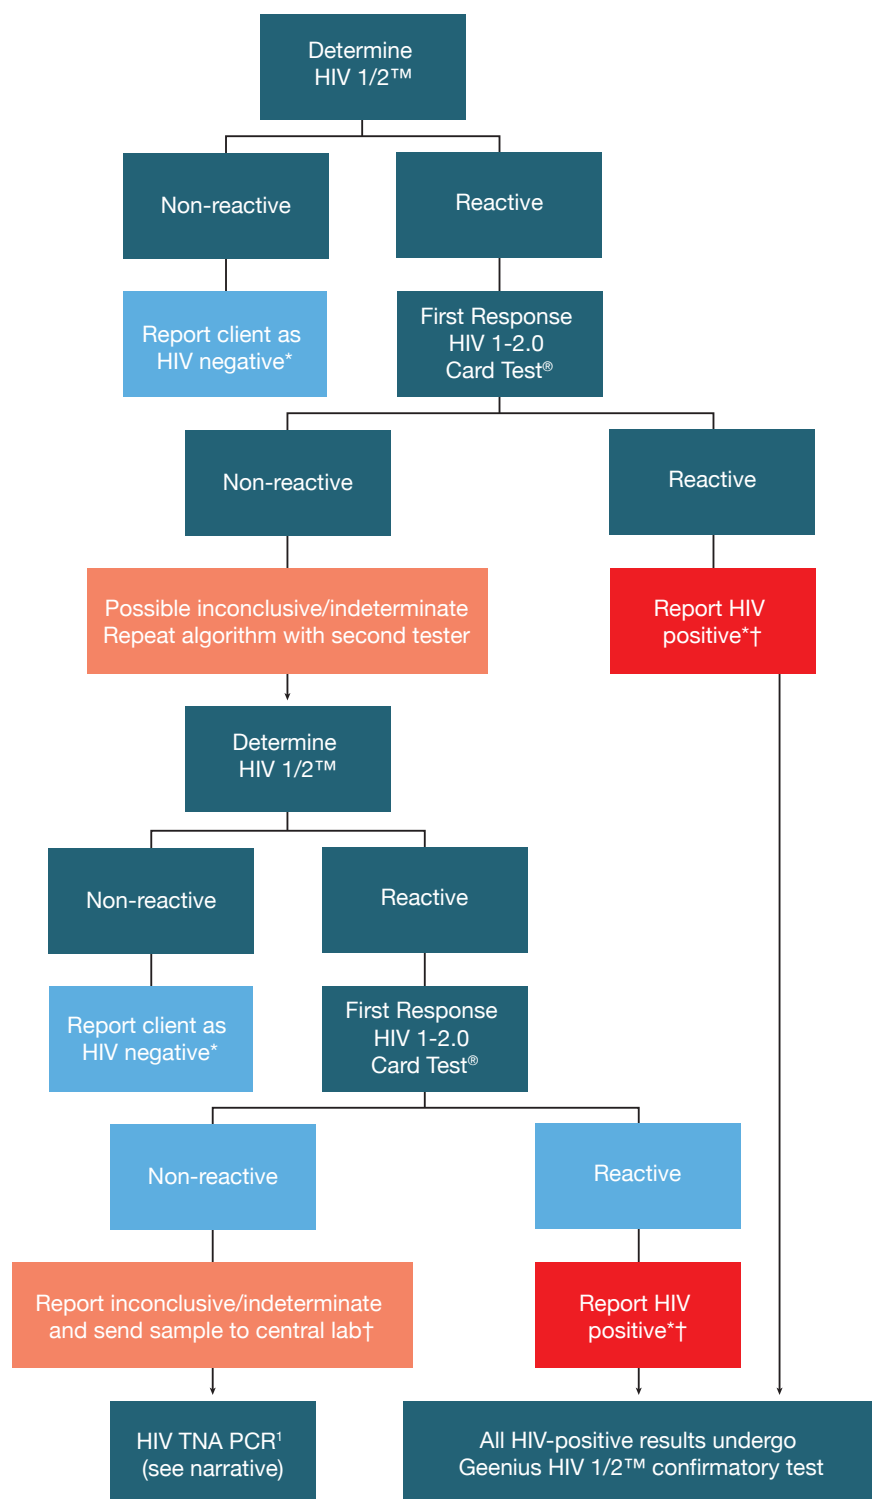 Determine
HIV 1/2™
Non-reactive
Reactive
Report client as
HIV negative*
First Response
HIV 1-2.0
Card Test®
Non-reactive
Reactive
Possible inconclusive/indeterminate
Repeat algorithm with second tester
Report HIV
positive*†
Determine
HIV 1/2™
Non-reactive
Reactive
Report client as
HIV negative*
First Response
HIV 1-2.0
Card Test®
Non-reactive
Reactive
Report inconclusive/indeterminate
and send sample to central lab†
Report HIV
positive*†
HIV TNA PCR¹
(see narrative)
All HIV-positive results undergo
Geenius HIV 1/2™ confirmatory test